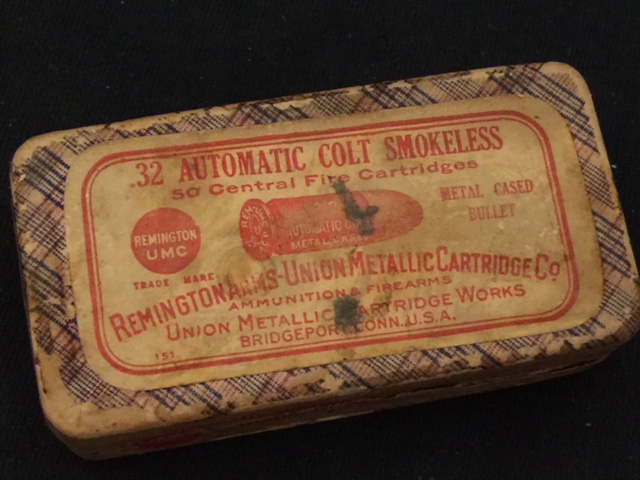 .32 AUTOMATIC COLT SMOKELESS
50 Central Fire Cartridges
METAL CASED
BULLET
REMINGTON
UMC
TRADE MARK
AUTOMATIC
REMINGTON ARMS-UNION METALLIC CARTRIDGE CO
AMMUNITION & FIREARMS
UNION METALLIC CARTRIDGE WORKS
BRIDGEPORT, CONN. U.S.A.
151